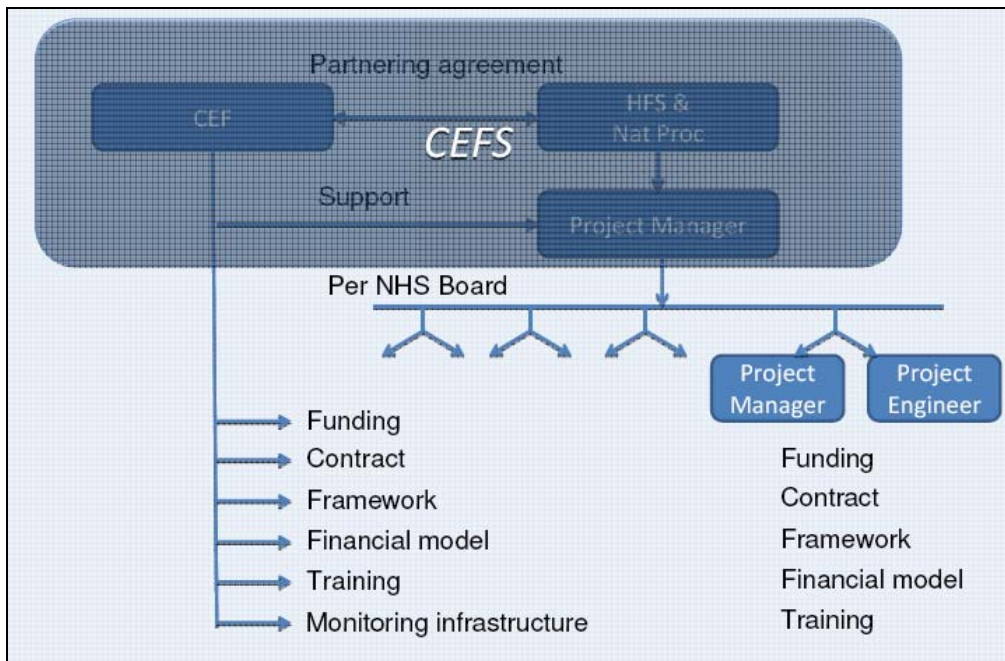 Partnering agreement
CEF
HFS &
Nat Proc
CEFS
Support
Project Manager
Per NHS Board
Project
Manager
Project
Engineer
Funding
Contract
Framework
Financial model
Training
Monitoring infrastructure
Funding
Contract
Framework
Financial model
Training